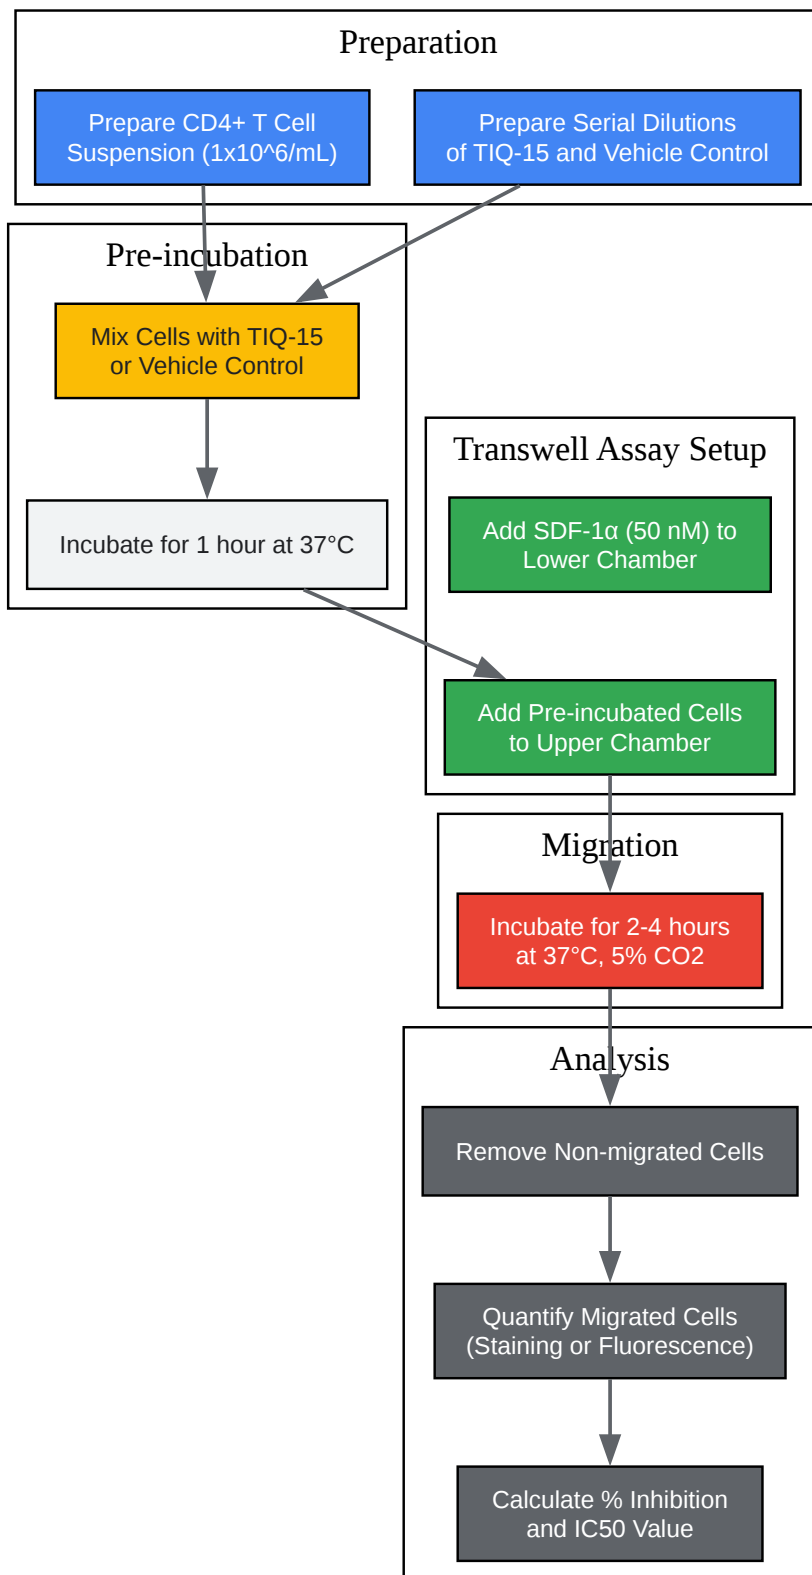 Preparation
Prepare CD4+ T Cell
Suspension (1x10^6/mL)
Prepare Serial Dilutions
of TIQ-15 and Vehicle Control
Pre-incubation
Mix Cells with TIQ-15
or Vehicle Control
Incubate for 1 hour at 37°C
Transwell Assay Setup
Add SDF-1α (50 nM) to
Lower Chamber
Add Pre-incubated Cells
to Upper Chamber
Migration
Incubate for 2-4 hours
at 37°C, 5% CO2
Analysis
Remove Non-migrated Cells
Quantify Migrated Cells
(Staining or Fluorescence)
Calculate % Inhibition
and IC50 Value